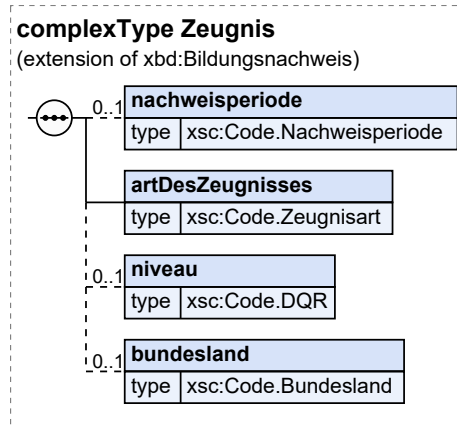 complexType Zeugnis
(extension of xbd:Bildungsnachweis)
0..1 nachweisperiode
type xsc:Code.Nachweisperiode
artDesZeugnisses
type xsc:Code.Zeugnisart
0..1 niveau
type xsc:Code.DQR
0..1 bundesland
type xsc:Code.Bundesland